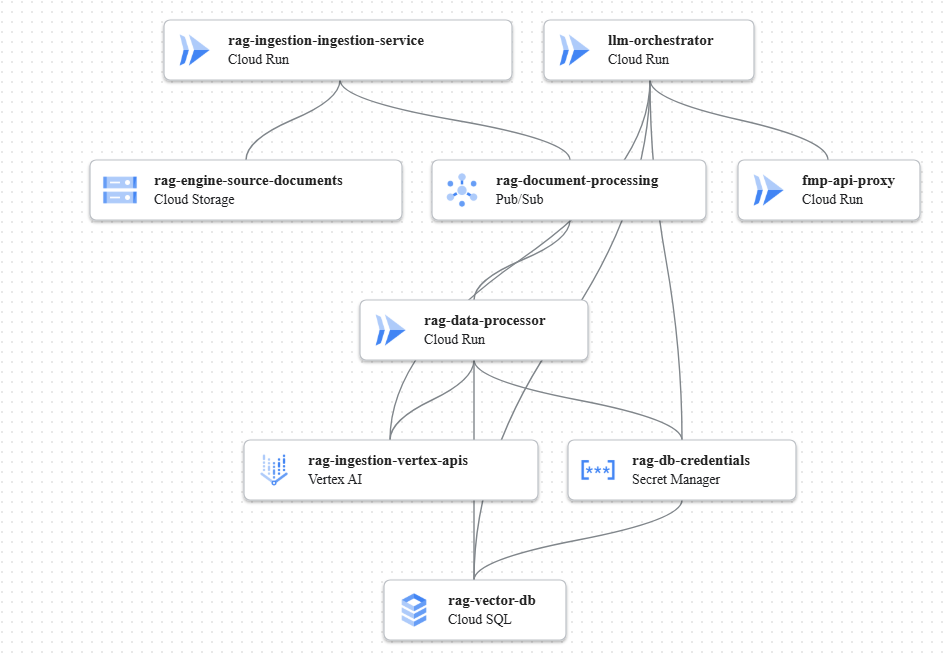 rag-ingestion-ingestion-service
Cloud Run
llm-orchestrator
Cloud Run
rag-engine-source-documents
Cloud Storage
rag-document-processing
Pub/Sub
fmp-api-proxy
Cloud Run
rag-data-processor
Cloud Run
rag-ingestion-vertex-apis
Vertex AI
rag-db-credentials
Secret Manager
[***]
rag-vector-db
Cloud SQL